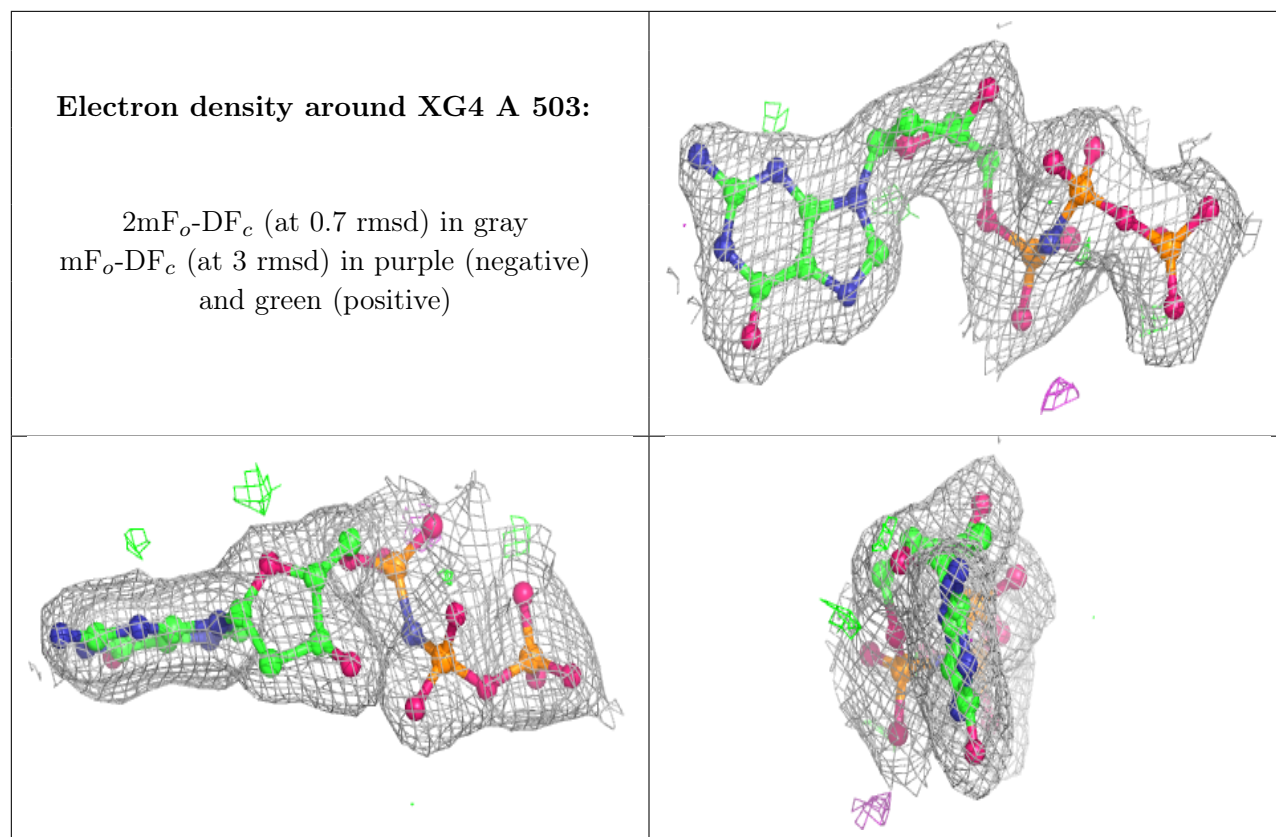 Electron density around XG4 A 503:
2mFₒ-DF𝒸 (at 0.7 rmsd) in gray
mFₒ-DF𝒸 (at 3 rmsd) in purple (negative)
and green (positive)